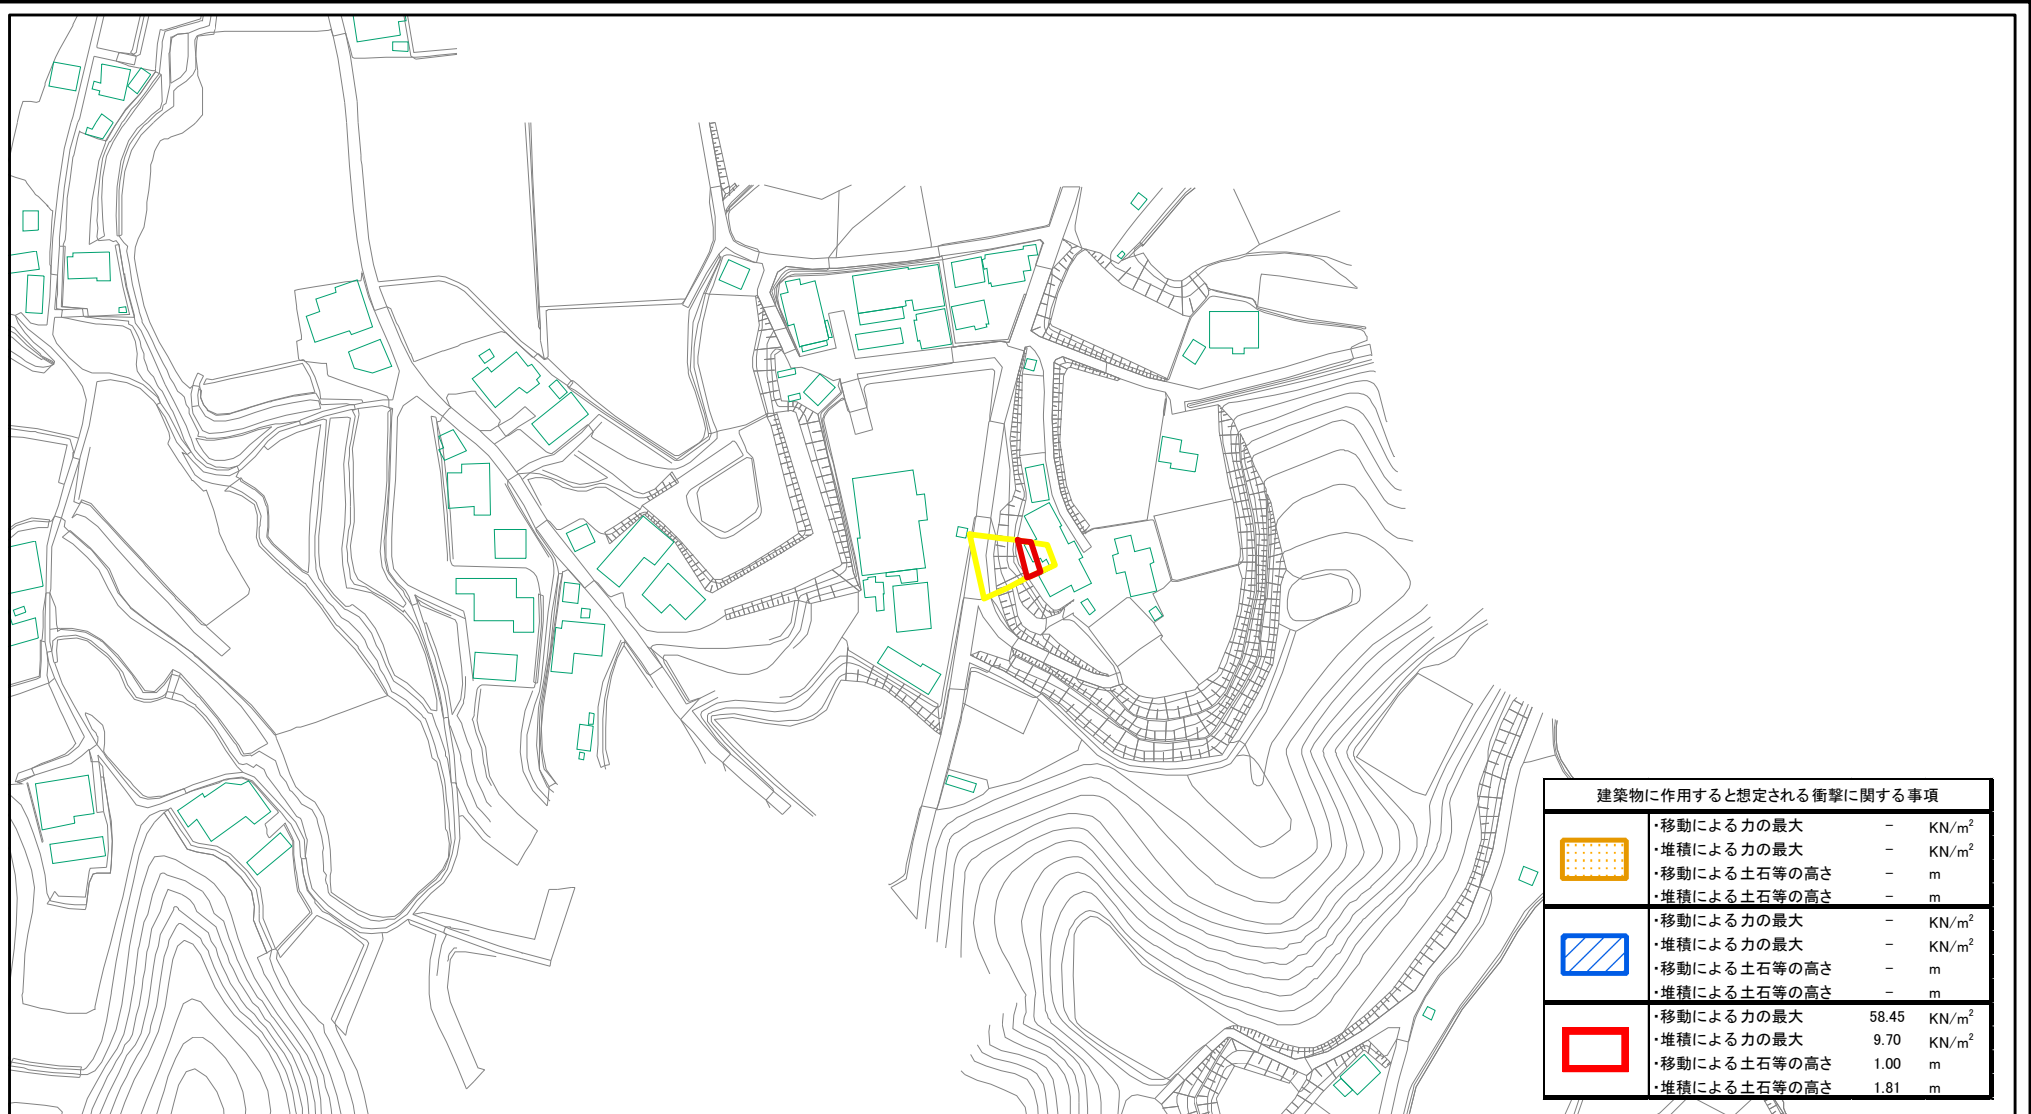 建築物に作用すると想定される衝撃に関する事項
・移動による力の最大 － KN/m²
・堆積による力の最大 － KN/m²
・移動による土石等の高さ － m
・堆積による土石等の高さ － m
・移動による力の最大 － KN/m²
・堆積による力の最大 － KN/m²
・移動による土石等の高さ － m
・堆積による土石等の高さ － m
・移動による力の最大 58.45 KN/m²
・堆積による力の最大 9.70 KN/m²
・移動による土石等の高さ 1.00 m
・堆積による土石等の高さ 1.81 m